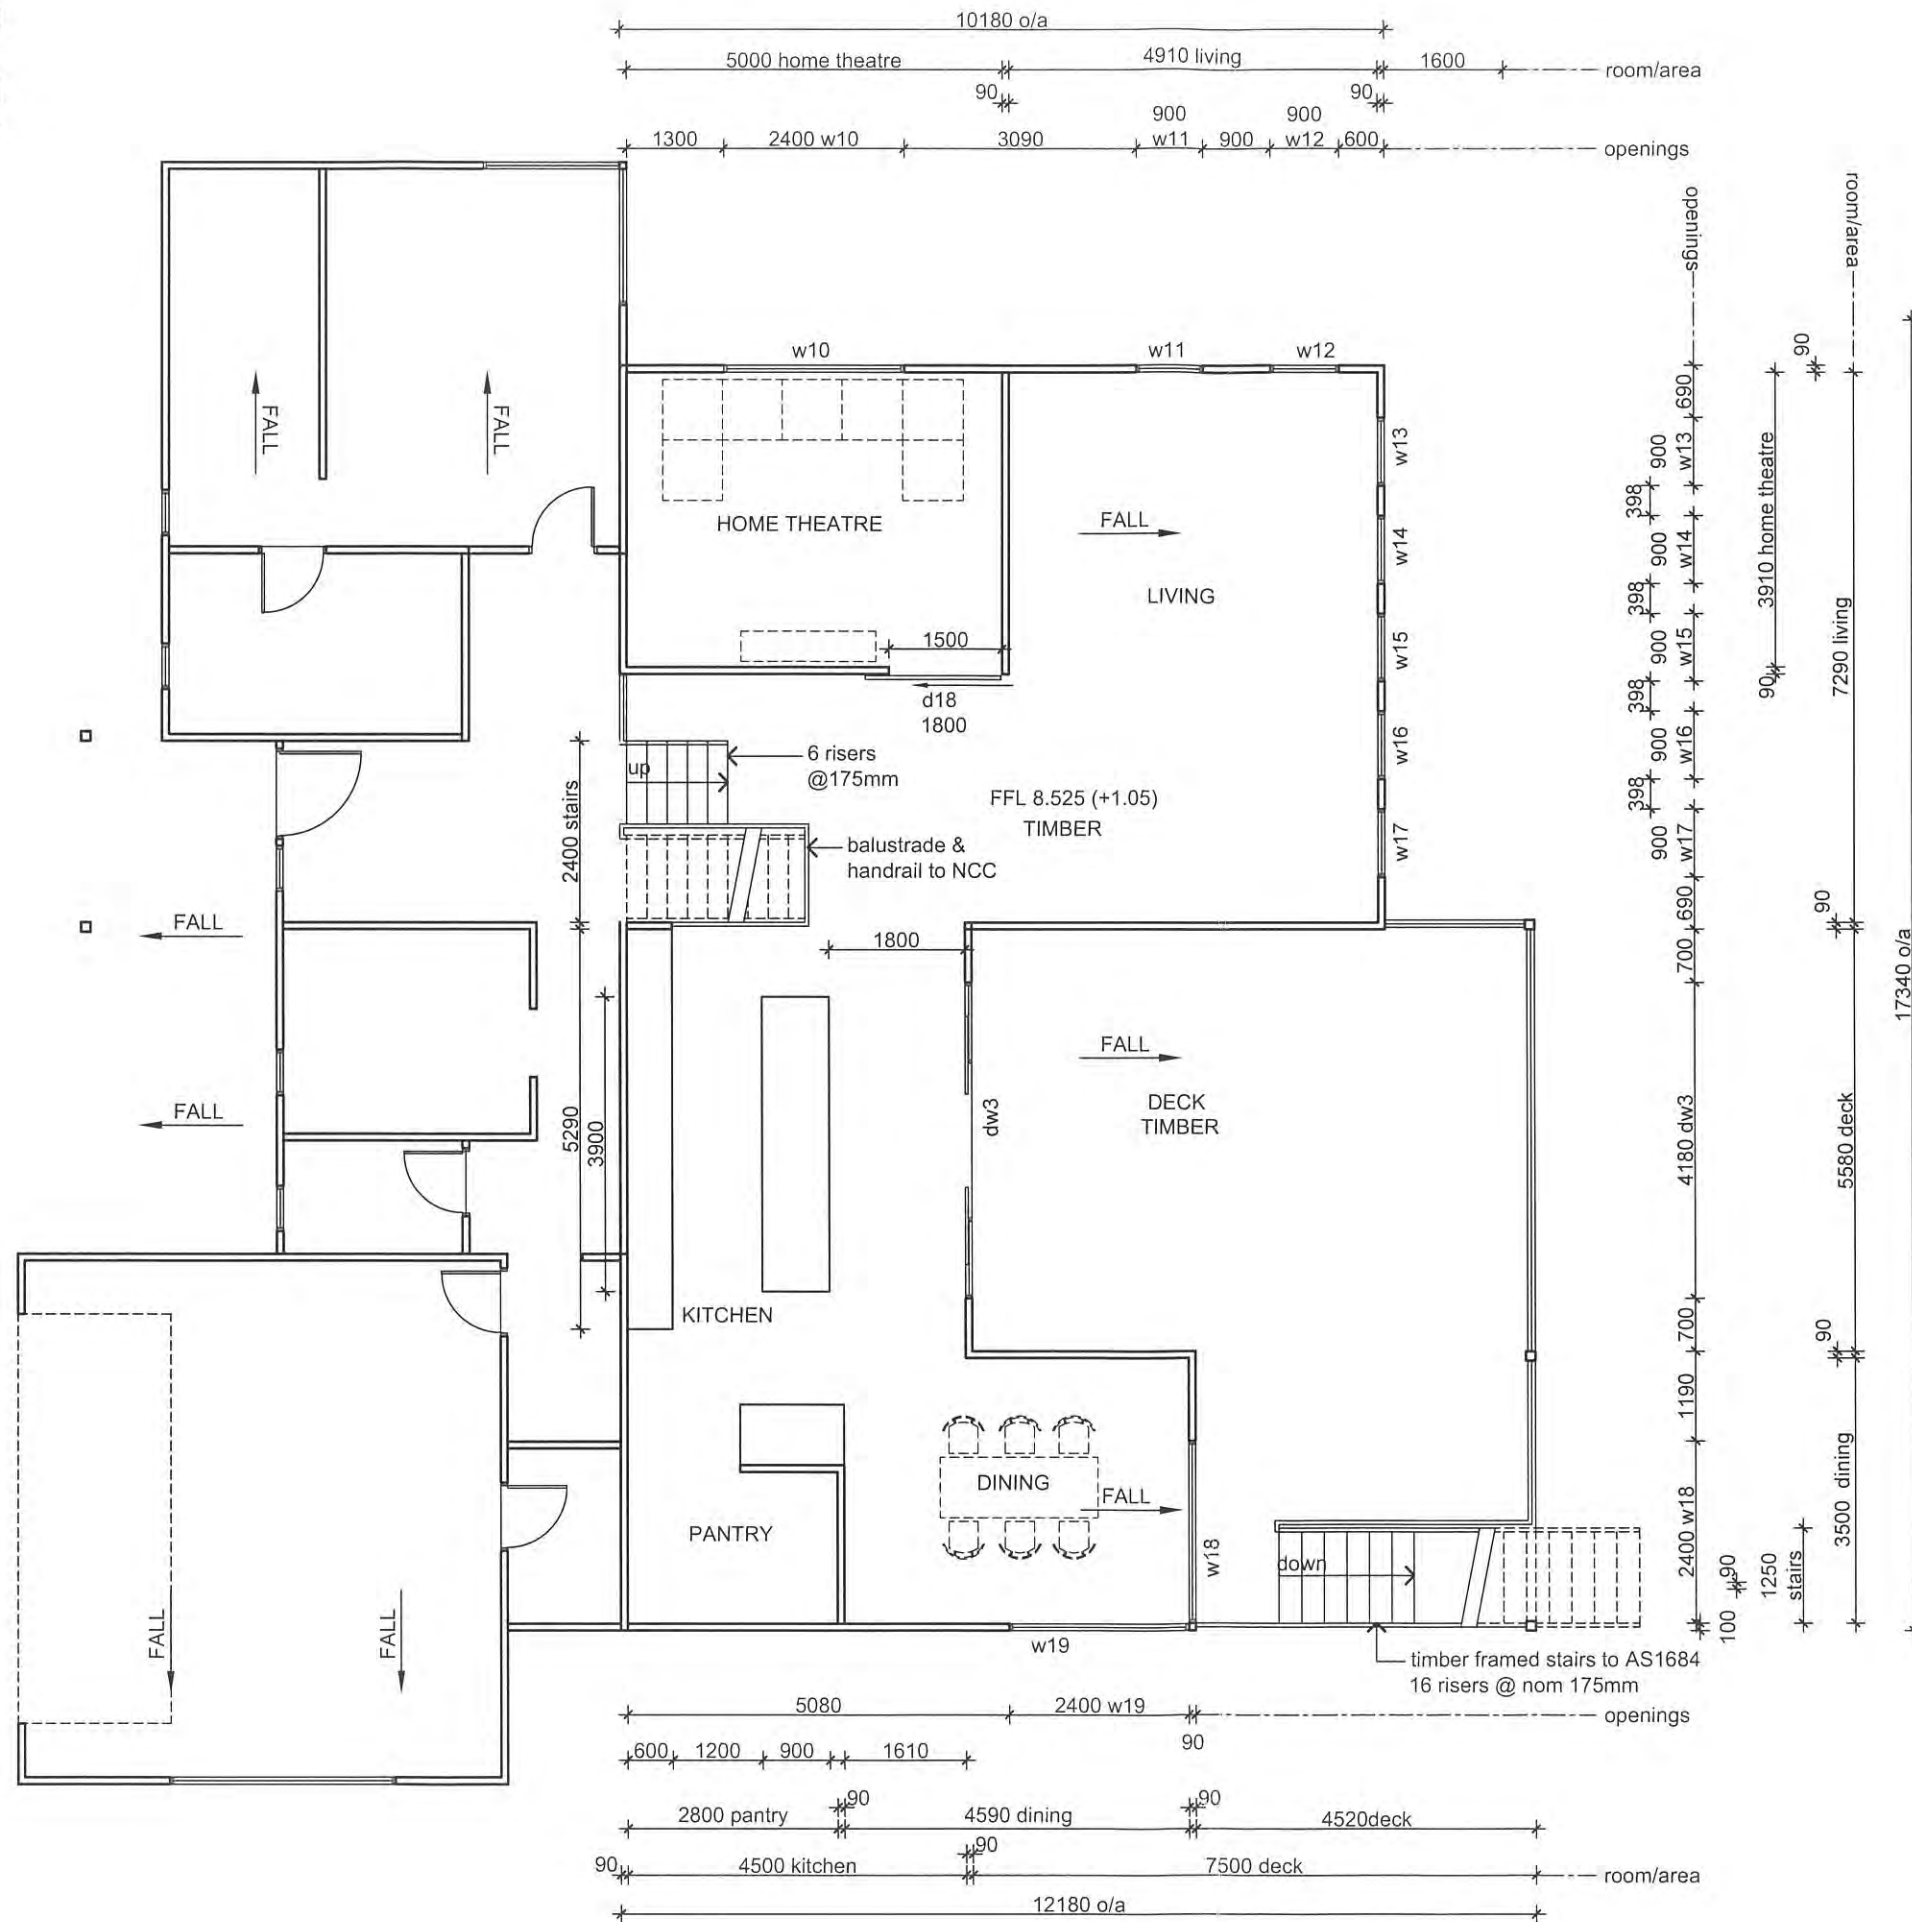 10180 o/a
5000 home theatre
4910 living
1600
room/area
90
90
900
900
1300
2400 w10
3090
w11
900
w12
600
openings
openings
room/area
w10
w11
w12
90
690
FALL
FALL
w13
900
w13
398
HOME THEATRE
FALL
w14
900
w14
3910 home theatre
398
LIVING
w15
900
w15
7290 living
1500
398
90
d18
1800
up
6 risers
@175mm
w16
900
w16
FFL 8.525 (+1.05)
TIMBER
398
2400 stairs
balustrade &
handrail to NCC
w17
900
w17
690
90
FALL
1800
700
17340 o/a
FALL
DECK
TIMBER
FALL
dw3
5290
3900
4180 dw3
5580 deck
KITCHEN
700
90
1190
DINING
FALL
3500 dining
PANTRY
w18
2400 w18
down
90
1250
stairs
100
FALL
FALL
w19
timber framed stairs to AS1684
16 risers @ nom 175mm
5080
2400 w19
openings
90
600
1200
900
1610
90
90
2800 pantry
4590 dining
4520deck
90
90
4500 kitchen
7500 deck
room/area
12180 o/a